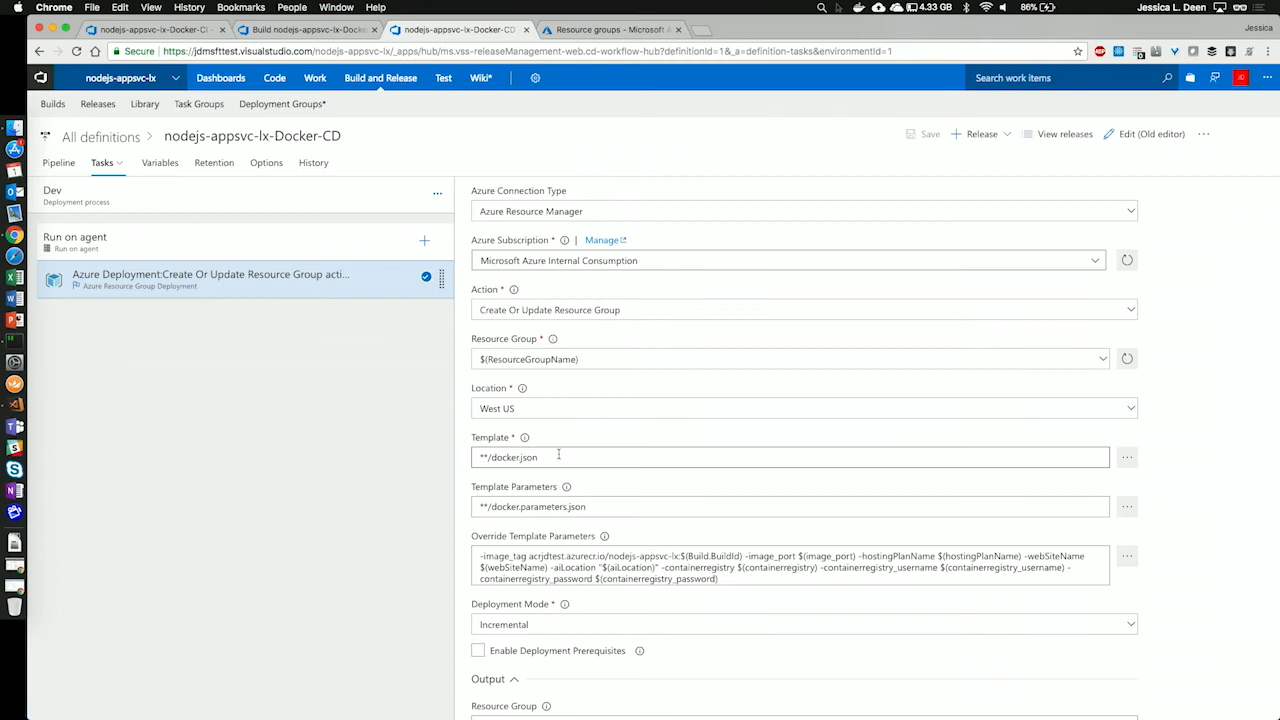 Chrome File Edit View History Bookmarks People Window Help 4.33 GB 86% Jessica L Deen
nodejs-appsvc-lx-Docker-CI - × Build nodejs-appsvc-lx-Docker × nodejs-appsvc-lx-Docker-CD - × Resource groups - Microsoft A × Jessica
Secure https://jdmsfttest.visualstudio.com/nodejs-appsvc-lx/_apps/hub/ms.vss-releaseManagement-web.cd-workflow-hub?definitionId=1&_a=definition-tasks&environmentId=1
nodejs-appsvc-lx Dashboards Code Work Build and Release Test Wiki* Search work items
Builds Releases Library Task Groups Deployment Groups*
All definitions > nodejs-appsvc-lx-Docker-CD Save + Release View releases Edit (Old editor) ...
Pipeline Tasks Variables Retention Options History
Dev
Deployment process
Run on agent
Run on agent
Azure Deployment:Create Or Update Resource Group acti...
Azure Resource Group Deployment
Azure Connection Type
Azure Resource Manager
Azure Subscription * | Manage
Microsoft Azure Internal Consumption
Action *
Create Or Update Resource Group
Resource Group *
$(ResourceGroupName)
Location *
West US
Template *
**/docker.json
Template Parameters
**/docker.parameters.json
Override Template Parameters
-image_tag acrjdtest.azurecr.io/nodejs-appsvc-lx:$(Build.BuildId) -image_port $(image_port) -hostingPlanName $(hostingPlanName) -webSiteName
$(webSiteName) -aiLocation "$(aiLocation)" -containerregistry $(containerregistry) -containerregistry_username $(containerregistry_username) -
containerregistry_password $(containerregistry_password)
Deployment Mode *
Incremental
Enable Deployment Prerequisites
Output
Resource Group